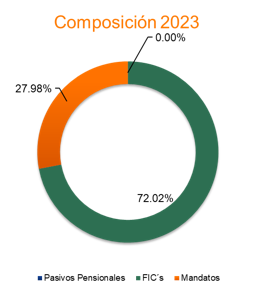 Composición 2023
0.00%
27.98%
72.02%
Pasivos Pensionales FIC´s Mandatos